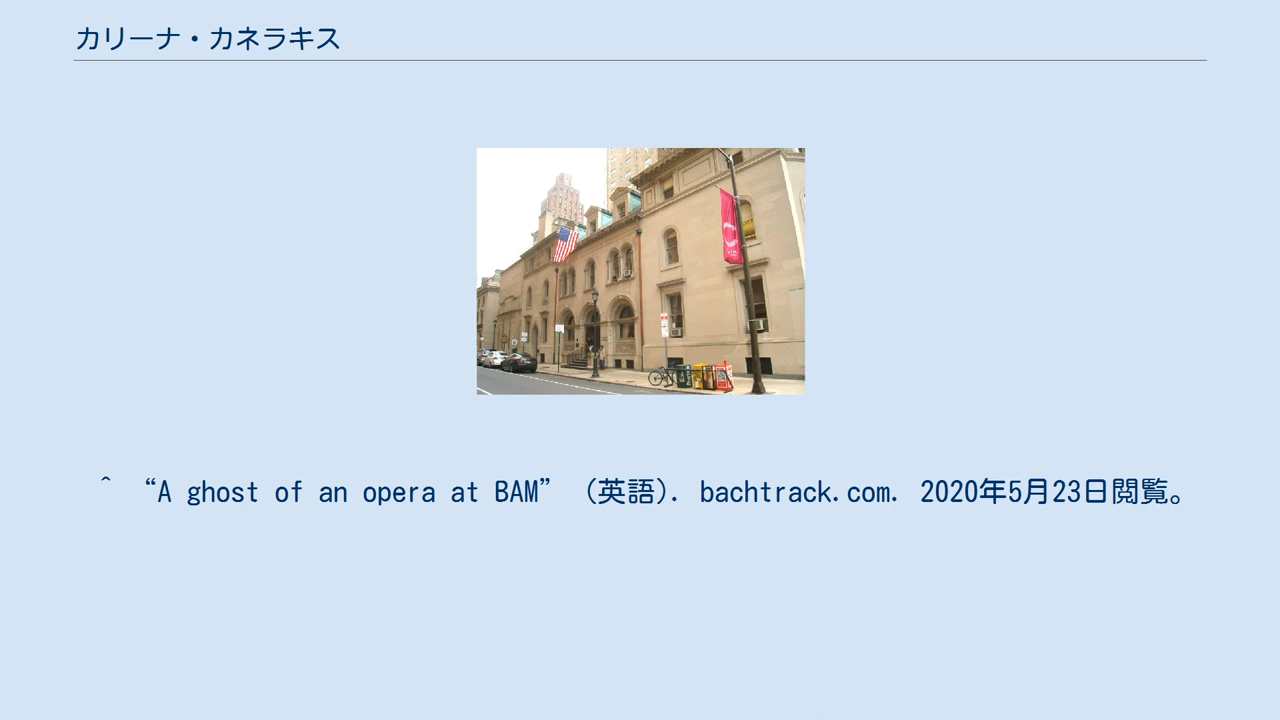 カリーナ・カネラキス
^ “A ghost of an opera at BAM” (英語). bachtrack.com. 2020年5月23日閲覧。